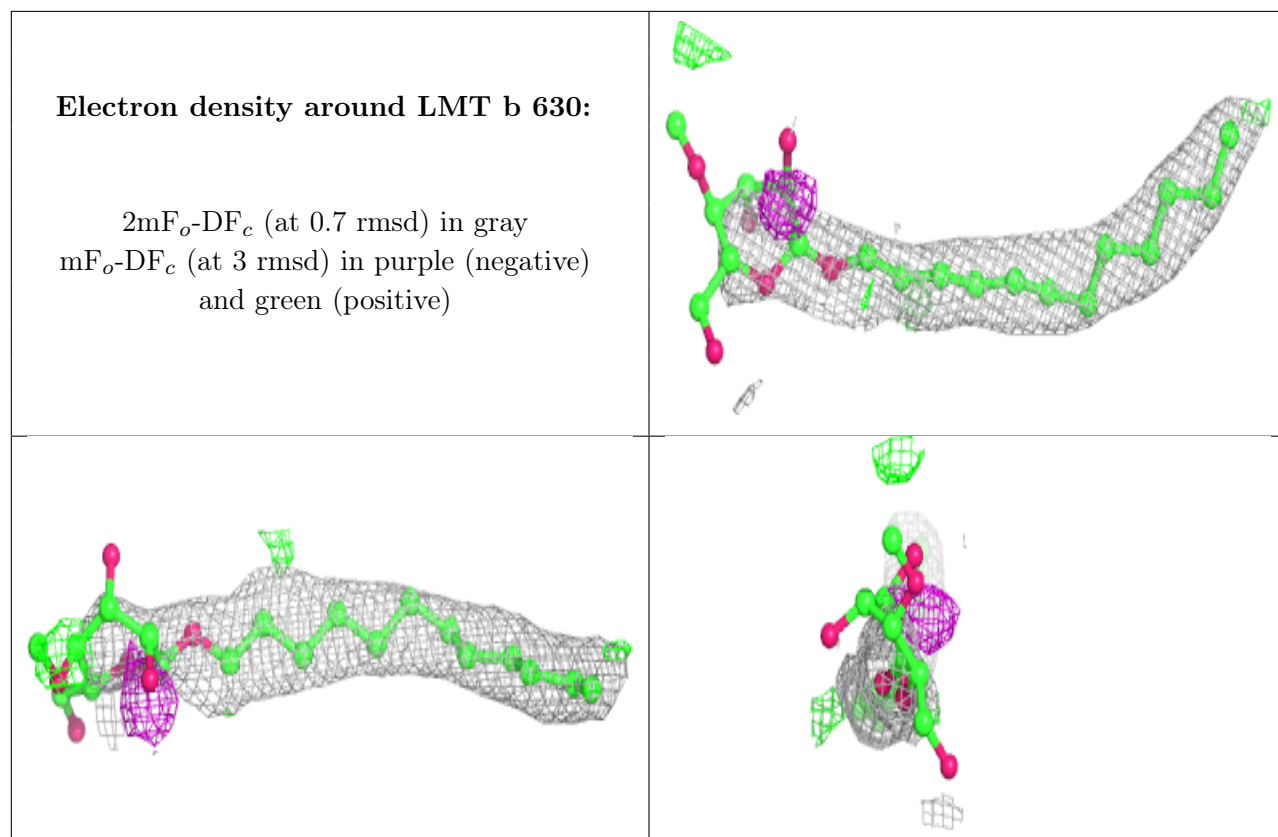 Electron density around LMT b 630:
2mFₒ-DF𝒸 (at 0.7 rmsd) in gray
mFₒ-DF𝒸 (at 3 rmsd) in purple (negative)
and green (positive)